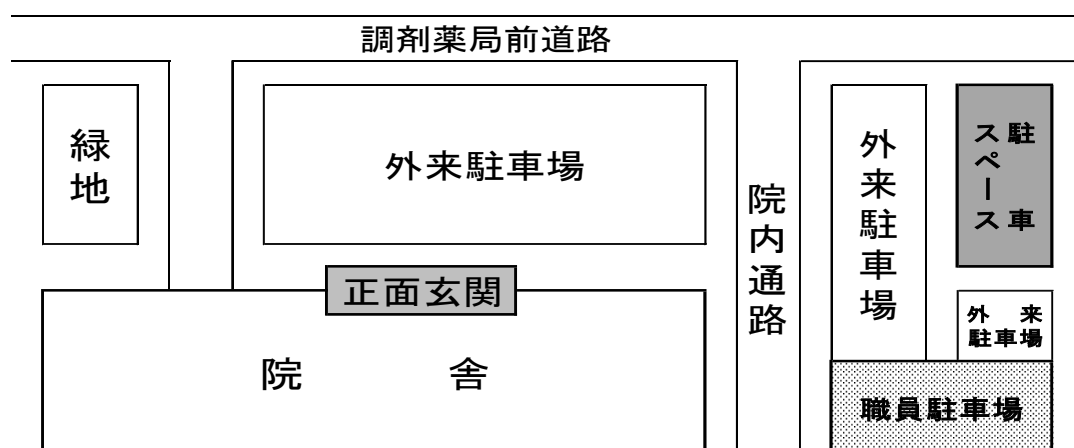 調剤薬局前道路
緑地
外来駐車場
院内通路
外来駐車場
駐車
スペース
正面玄関
外来
駐車場
院舎
職員駐車場